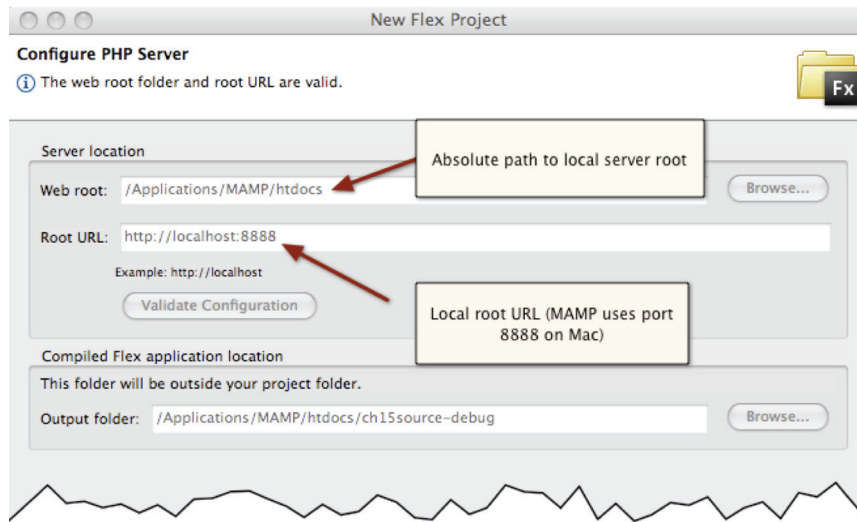 New Flex Project
Configure PHP Server
The web root folder and root URL are valid.
Fx
Server location
Absolute path to local server root
Web root: /Applications/MAMP/htdocs
Browse...
Root URL: http://localhost:8888
Example: http://localhost
Validate Configuration
Local root URL (MAMP uses port
8888 on Mac)
Compiled Flex application location
This folder will be outside your project folder.
Output folder: /Applications/MAMP/htdocs/ch15source-debug
Browse...